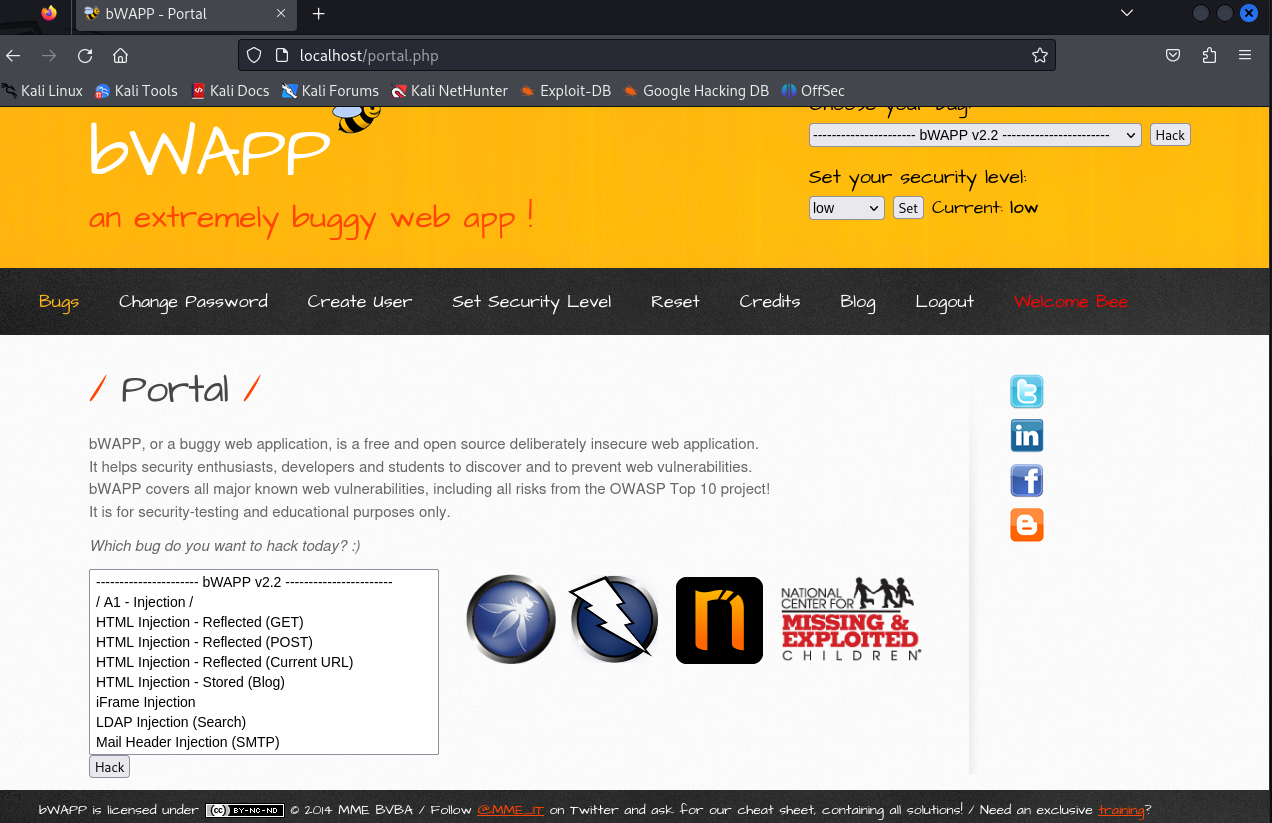 bWAPP - Portal
localhost/portal.php
Kali Linux Kali Tools Kali Docs Kali Forums Kali NetHunter Exploit-DB Google Hacking DB OffSec
Choose your bug:
bWAPP
---------------------- bWAPP v2.2 ----------------------- Hack
Set your security level:
low Set Current: low
an extremely buggy web app !
Bugs Change Password Create User Set Security Level Reset Credits Blog Logout Welcome Bee
/ Portal /
bWAPP, or a buggy web application, is a free and open source deliberately insecure web application.
It helps security enthusiasts, developers and students to discover and to prevent web vulnerabilities.
bWAPP covers all major known web vulnerabilities, including all risks from the OWASP Top 10 project!
It is for security-testing and educational purposes only.
Which bug do you want to hack today? :)
---------------------- bWAPP v2.2 -----------------------
/ A1 - Injection /
HTML Injection - Reflected (GET)
HTML Injection - Reflected (POST)
HTML Injection - Reflected (Current URL)
HTML Injection - Stored (Blog)
iFrame Injection
LDAP Injection (Search)
Mail Header Injection (SMTP)
Hack
NATIONAL
CENTER FOR
MISSING &
EXPLOITED
CHILDREN®
bWAPP is licensed under (cc) BY-NC-ND © 2014 MME BVBA / Follow @MME_IT on Twitter and ask for our cheat sheet, containing all solutions! / Need an exclusive training?